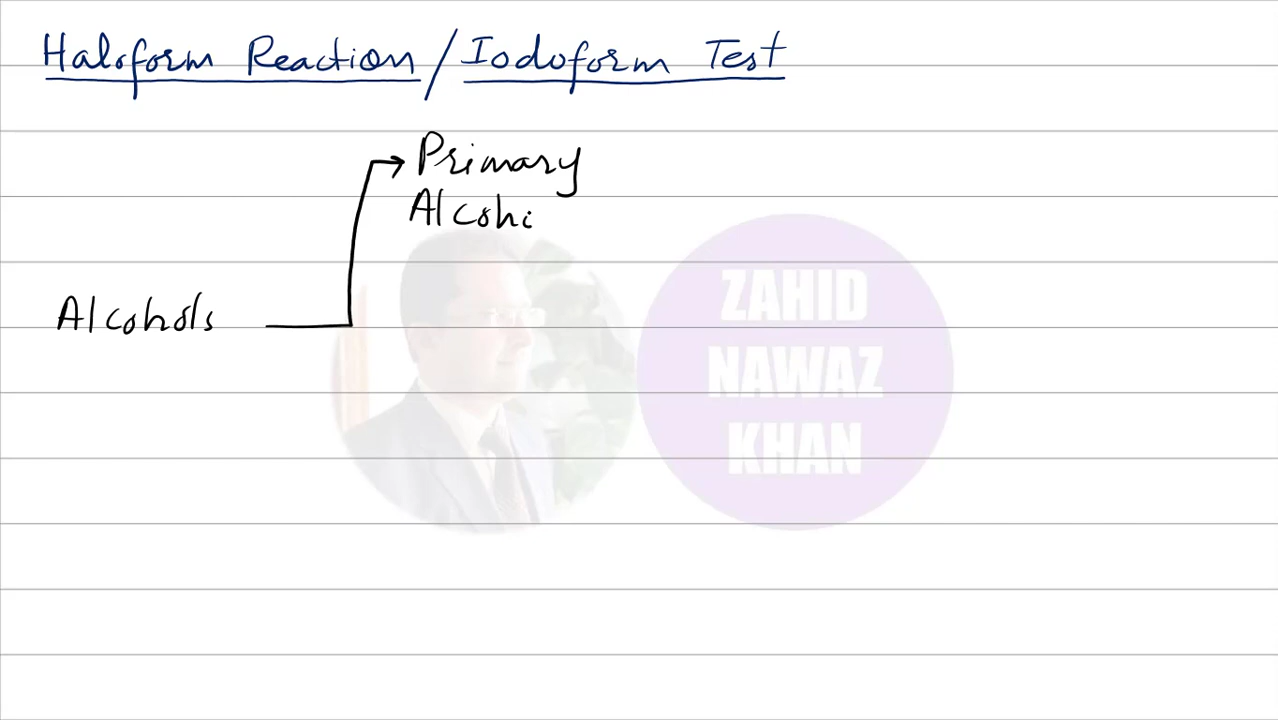 Haloform Reaction / Iodoform Test
Primary
Alcohi
Alcohols
ZAHID
NAWAZ
KHAN